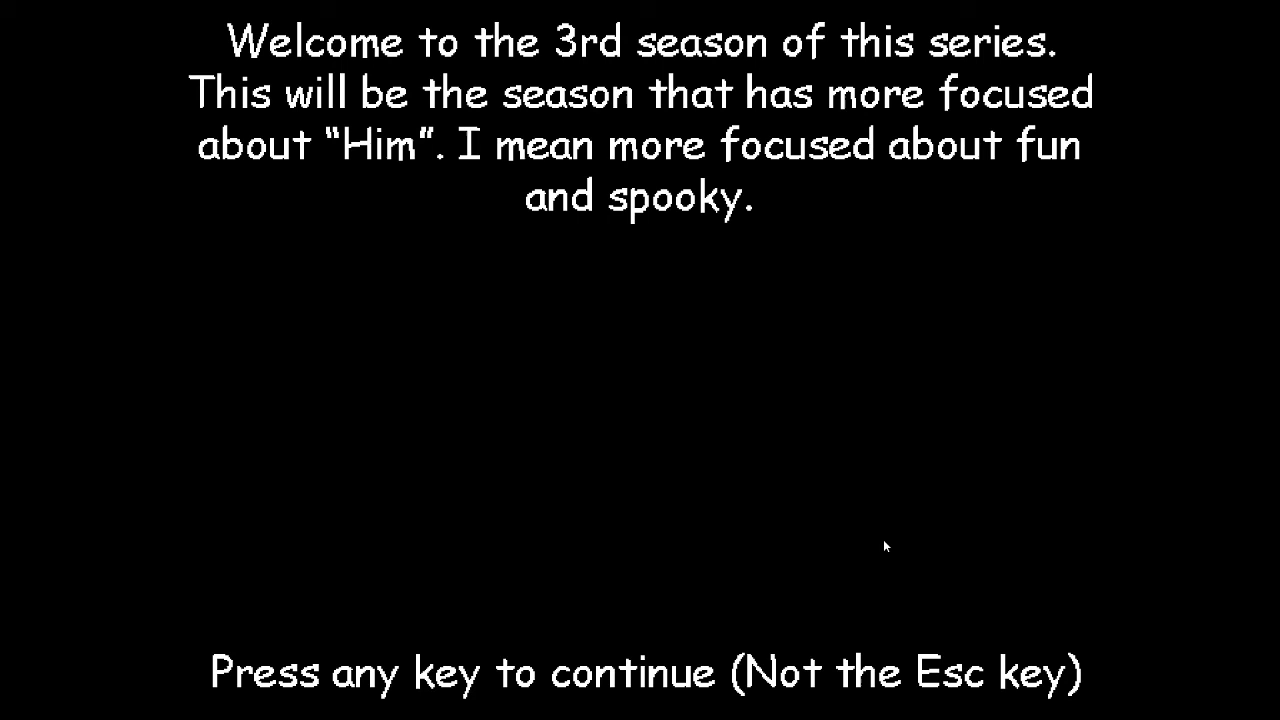 Welcome to the 3rd season of this series.
This will be the season that has more focused
about “Him”. I mean more focused about fun
and spooky.
Press any key to continue (Not the Esc key)